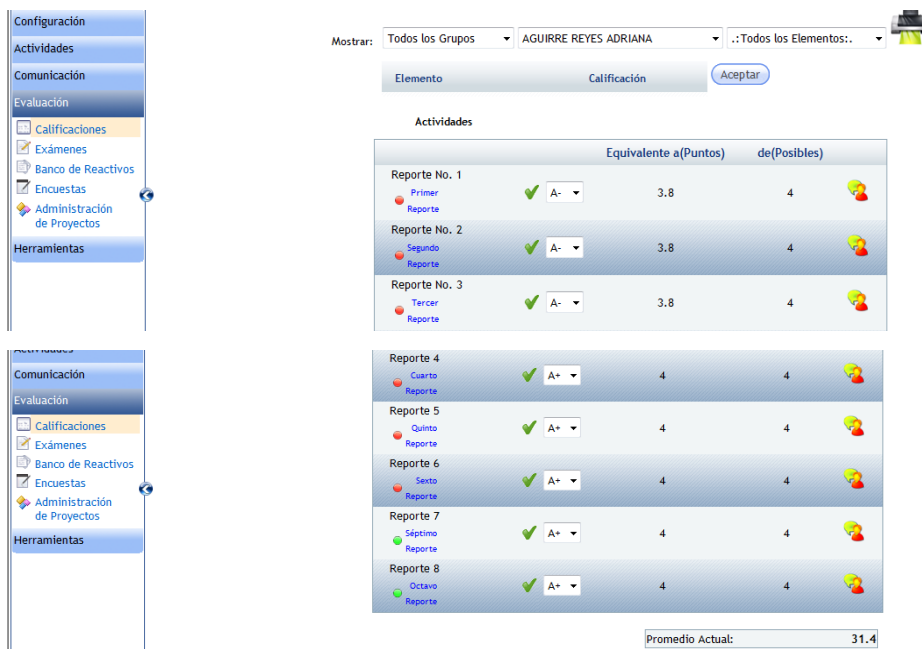 Configuración
Actividades
Comunicación
Evaluación
Calificaciones
Exámenes
Banco de Reactivos
Encuestas
Administración
de Proyectos
Herramientas
Mostrar: Todos los Grupos AGUIRRE REYES ADRIANA .:Todos los Elementos:.
Elemento Calificación Aceptar
Actividades
Equivalente a(Puntos) de(Posibles)
Reporte No. 1
Primer
Reporte
A- 3.8 4
Reporte No. 2
Segundo
Reporte
A- 3.8 4
Reporte No. 3
Tercer
Reporte
A- 3.8 4
Actividades
Comunicación
Evaluación
Calificaciones
Exámenes
Banco de Reactivos
Encuestas
Administración
de Proyectos
Herramientas
Reporte 4
Cuarto
Reporte
A+ 4 4
Reporte 5
Quinto
Reporte
A+ 4 4
Reporte 6
Sexto
Reporte
A+ 4 4
Reporte 7
Séptimo
Reporte
A+ 4 4
Reporte 8
Octavo
Reporte
A+ 4 4
Promedio Actual: 31.4